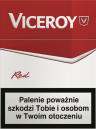 VICEROY
Red
Palenie poważnie
szkodzi Tobie i osobom
w Twoim otoczeniu